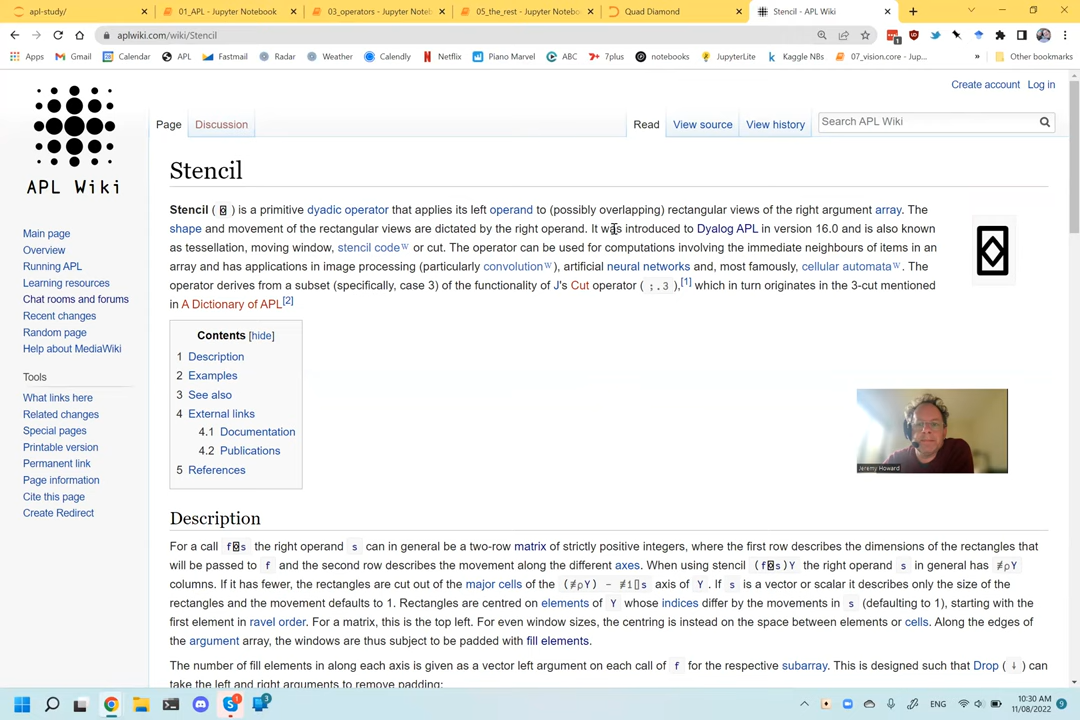 apl-study/
01_APL - Jupyter Notebook
03_operators - Jupyter Notebook
05_the_rest - Jupyter Notebook
Quad Diamond
Stencil - APL Wiki
aplwiki.com/wiki/Stencil
Apps
Gmail
Calendar
APL
Fastmail
Radar
Weather
Calendly
Netflix
Piano Marvel
ABC
7plus
notebooks
JupyterLite
Kaggle NBs
07_vision.core - Jup...
»
Other bookmarks
Create account Log in
Page Discussion Read View source View history Search APL Wiki
APL Wiki
Main page
Overview
Running APL
Learning resources
Chat rooms and forums
Recent changes
Random page
Help about MediaWiki
Tools
What links here
Related changes
Special pages
Printable version
Permanent link
Page information
Cite this page
Create Redirect
Stencil
Stencil ( ⌺ ) is a primitive dyadic operator that applies its left operand to (possibly overlapping) rectangular views of the right argument array. The
shape and movement of the rectangular views are dictated by the right operand. It was introduced to Dyalog APL in version 16.0 and is also known
as tessellation, moving window, stencil code W or cut. The operator can be used for computations involving the immediate neighbours of items in an
array and has applications in image processing (particularly convolution W), artificial neural networks and, most famously, cellular automata W. The
operator derives from a subset (specifically, case 3) of the functionality of J's Cut operator ( ;.3 ),[1] which in turn originates in the 3-cut mentioned
in A Dictionary of APL[2]
⌺
Contents [hide]
1 Description
2 Examples
3 See also
4 External links
4.1 Documentation
4.2 Publications
5 References
Jeremy Howard
Description
For a call f⌺s the right operand s can in general be a two-row matrix of strictly positive integers, where the first row describes the dimensions of the rectangles that
will be passed to f and the second row describes the movement along the different axes. When using stencil (f⌺s)Y the right operand s in general has ≢⍴Y
columns. If it has fewer, the rectangles are cut out of the major cells of the (≢⍴Y) - ≢1⌷s axis of Y . If s is a vector or scalar it describes only the size of the
rectangles and the movement defaults to 1. Rectangles are centred on elements of Y whose indices differ by the movements in s (defaulting to 1), starting with the
first element in ravel order. For a matrix, this is the top left. For even window sizes, the centring is instead on the space between elements or cells. Along the edges of
the argument array, the windows are thus subject to be padded with fill elements.
The number of fill elements in along each axis is given as a vector left argument on each call of f for the respective subarray. This is designed such that Drop ( ↓ ) can
take the left and right arguments to remove padding:
ENG
10:30 AM
11/08/2022